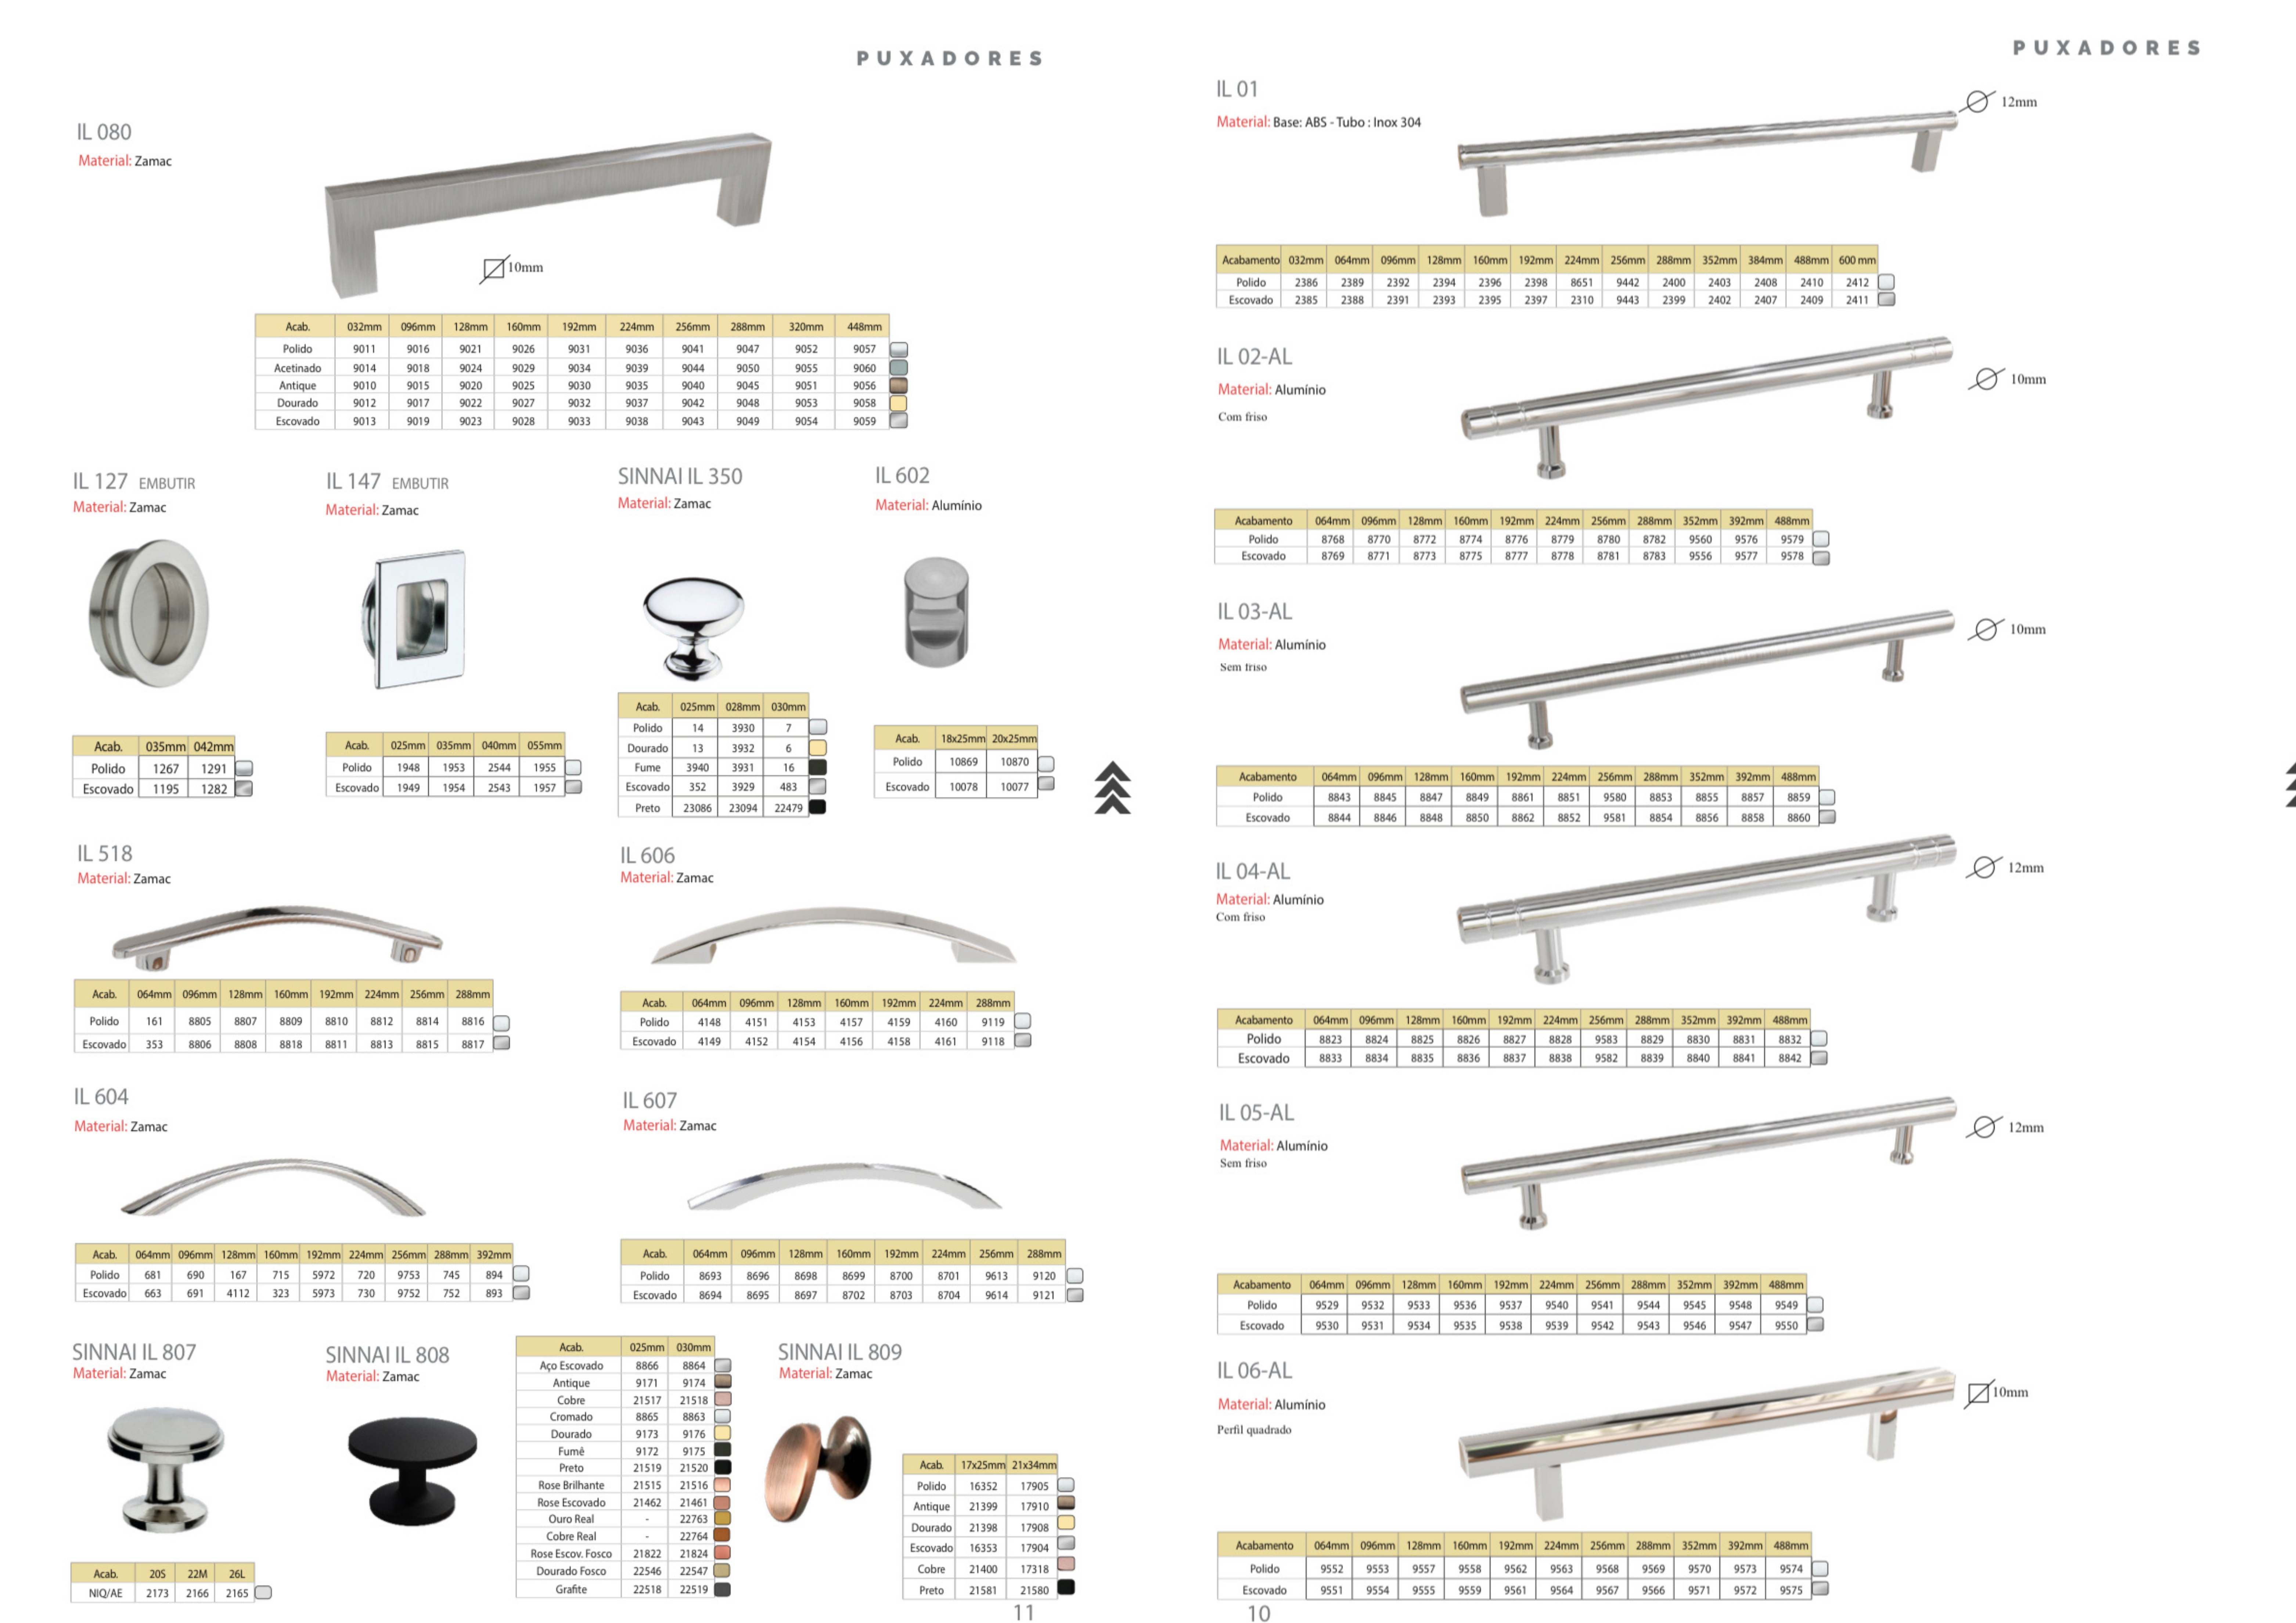 PUXADORES
IL 080
Material: Zamac
10mm
Acab. 032mm 096mm 128mm 160mm 192mm 224mm 256mm 288mm 320mm 448mm
Polido 9011 9016 9021 9026 9031 9036 9041 9047 9052 9057
Acetinado 9014 9018 9024 9029 9034 9039 9044 9050 9055 9060
Antique 9010 9015 9020 9025 9030 9035 9040 9045 9051 9056
Dourado 9012 9017 9022 9027 9032 9037 9042 9048 9053 9058
Escovado 9013 9019 9023 9028 9033 9038 9043 9049 9054 9059
IL 127 EMBUTIR
Material: Zamac
Acab. 035mm 042mm
Polido 1267 1291
Escovado 1195 1282
IL 147 EMBUTIR
Material: Zamac
Acab. 025mm 035mm 040mm 055mm
Polido 1948 1953 2544 1955
Escovado 1949 1954 2543 1957
SINNAI IL 350
Material: Zamac
Acab. 025mm 028mm 030mm
Polido 14 3930 7
Dourado 13 3932 6
Fume 3940 3931 16
Escovado 352 3929 483
Preto 23086 23094 22479
IL 602
Material: Alumínio
Acab. 18x25mm 20x25mm
Polido 10869 10870
Escovado 10078 10077
IL 518
Material: Zamac
Acab. 064mm 096mm 128mm 160mm 192mm 224mm 256mm 288mm
Polido 161 8805 8807 8809 8810 8812 8814 8816
Escovado 353 8806 8808 8818 8811 8813 8815 8817
IL 606
Material: Zamac
Acab. 064mm 096mm 128mm 160mm 192mm 224mm 288mm
Polido 4148 4151 4153 4157 4159 4160 9119
Escovado 4149 4152 4154 4156 4158 4161 9118
IL 604
Material: Zamac
Acab. 064mm 096mm 128mm 160mm 192mm 224mm 256mm 288mm 392mm
Polido 681 690 167 715 5972 720 9753 745 894
Escovado 663 691 4112 323 5973 730 9752 752 893
IL 607
Material: Zamac
Acab. 064mm 096mm 128mm 160mm 192mm 224mm 256mm 288mm
Polido 8693 8696 8698 8699 8700 8701 9613 9120
Escovado 8694 8695 8697 8702 8703 8704 9614 9121
SINNAI IL 807
Material: Zamac
Acab. 20S 22M 26L
NIQ/AE 2173 2166 2165
SINNAI IL 808
Material: Zamac
Acab. 025mm 030mm
Aço Escovado 8866 8864
Antique 9171 9174
Cobre 21517 21518
Cromado 8865 8863
Dourado 9173 9176
Fumê 9172 9175
Preto 21519 21520
Rose Brilhante 21515 21516
Rose Escovado 21462 21461
Ouro Real - 22763
Cobre Real - 22764
Rose Escov. Fosco 21822 21824
Dourado Fosco 22546 22547
Grafite 22518 22519
SINNAI IL 809
Material: Zamac
Acab. 17x25mm 21x34mm
Polido 16352 17905
Antique 21399 17910
Dourado 21398 17908
Escovado 16353 17904
Cobre 21400 17318
Preto 21581 21580
11
PUXADORES
IL 01
Material: Base: ABS - Tubo : Inox 304
12mm
Acabamento 032mm 064mm 096mm 128mm 160mm 192mm 224mm 256mm 288mm 352mm 384mm 488mm 600 mm
Polido 2386 2389 2392 2394 2396 2398 8651 9442 2400 2403 2408 2410 2412
Escovado 2385 2388 2391 2393 2395 2397 2310 9443 2399 2402 2407 2409 2411
IL 02-AL
Material: Alumínio
Com friso
10mm
Acabamento 064mm 096mm 128mm 160mm 192mm 224mm 256mm 288mm 352mm 392mm 488mm
Polido 8768 8770 8772 8774 8776 8779 8780 8782 9560 9576 9579
Escovado 8769 8771 8773 8775 8777 8778 8781 8783 9556 9577 9578
IL 03-AL
Material: Alumínio
Sem friso
10mm
Acabamento 064mm 096mm 128mm 160mm 192mm 224mm 256mm 288mm 352mm 392mm 488mm
Polido 8843 8845 8847 8849 8861 8851 9580 8853 8855 8857 8859
Escovado 8844 8846 8848 8850 8862 8852 9581 8854 8856 8858 8860
IL 04-AL
Material: Alumínio
Com friso
12mm
Acabamento 064mm 096mm 128mm 160mm 192mm 224mm 256mm 288mm 352mm 392mm 488mm
Polido 8823 8824 8825 8826 8827 8828 9583 8829 8830 8831 8832
Escovado 8833 8834 8835 8836 8837 8838 9582 8839 8840 8841 8842
IL 05-AL
Material: Alumínio
Sem friso
12mm
Acabamento 064mm 096mm 128mm 160mm 192mm 224mm 256mm 288mm 352mm 392mm 488mm
Polido 9529 9532 9533 9536 9537 9540 9541 9544 9545 9548 9549
Escovado 9530 9531 9534 9535 9538 9539 9542 9543 9546 9547 9550
IL 06-AL
Material: Alumínio
Perfil quadrado
10mm
Acabamento 064mm 096mm 128mm 160mm 192mm 224mm 256mm 288mm 352mm 392mm 488mm
Polido 9552 9553 9557 9558 9562 9563 9568 9569 9570 9573 9574
Escovado 9551 9554 9555 9559 9561 9564 9567 9566 9571 9572 9575
10